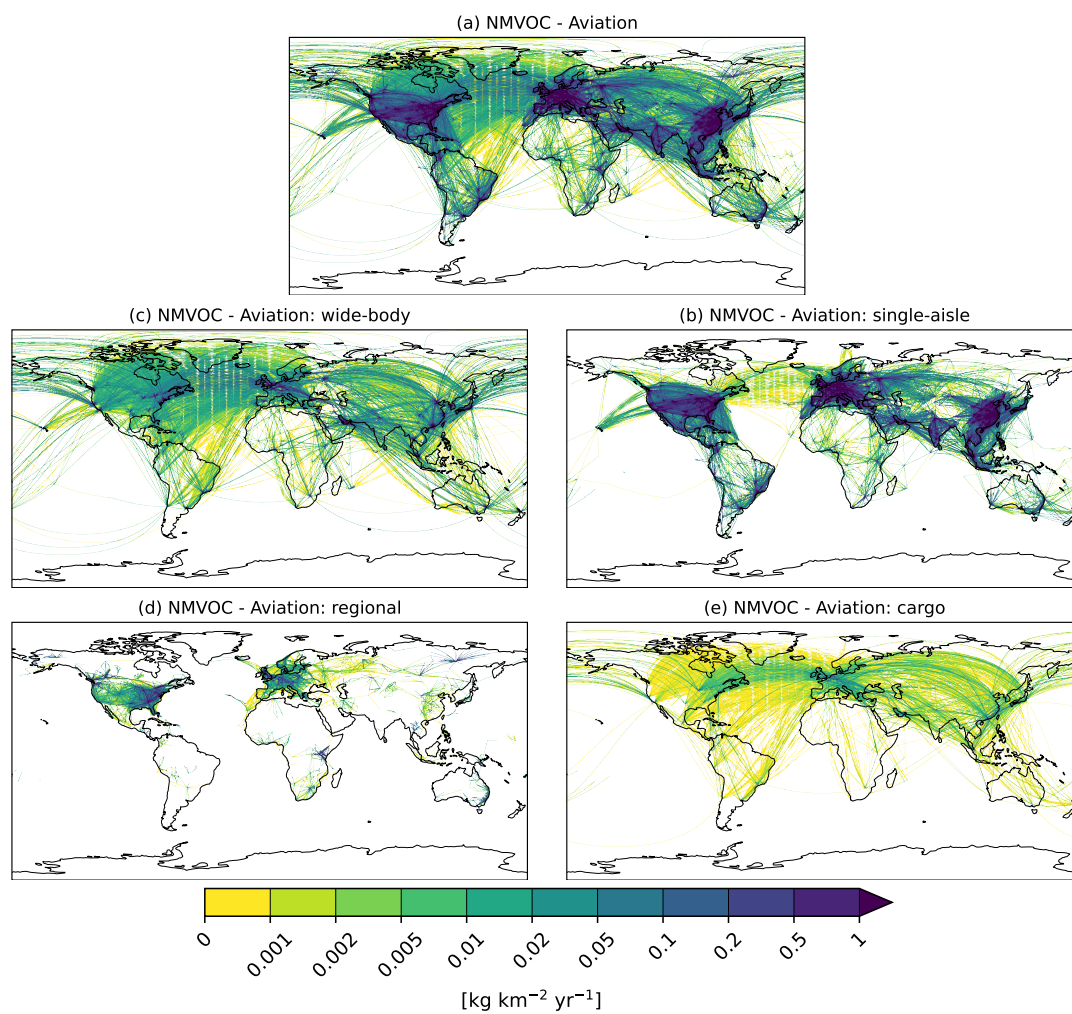 (a) NMVOC - Aviation
(c) NMVOC - Aviation: wide-body
(b) NMVOC - Aviation: single-aisle
(d) NMVOC - Aviation: regional
(e) NMVOC - Aviation: cargo
0 0.001 0.002 0.005 0.01 0.02 0.05 0.1 0.2 0.5 1
[kg km⁻² yr⁻¹]